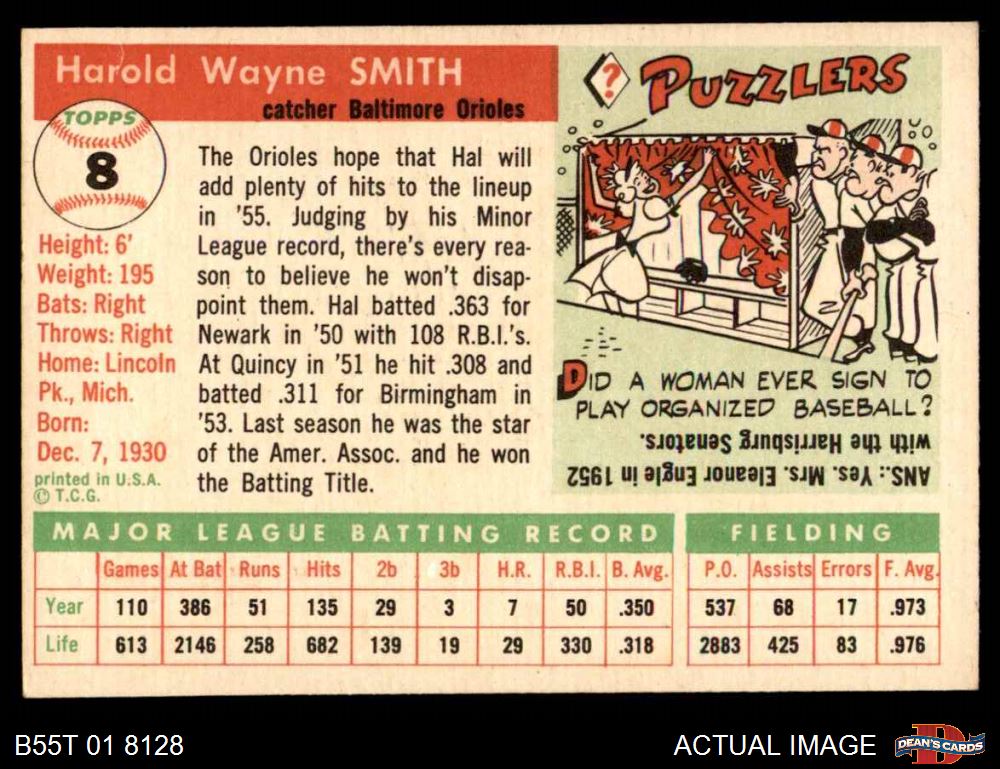 Harold Wayne SMITH
catcher Baltimore Orioles
TOPPS
8
Height: 6'
Weight: 195
Bats: Right
Throws: Right
Home: Lincoln
Pk., Mich.
Born:
Dec. 7, 1930
printed in U.S.A.
© T.C.G.
The Orioles hope that Hal will
add plenty of hits to the lineup
in '55. Judging by his Minor
League record, there's every rea-
son to believe he won't disap-
point them. Hal batted .363 for
Newark in '50 with 108 R.B.I.'s.
At Quincy in '51 he hit .308 and
batted .311 for Birmingham in
'53. Last season he was the star
of the Amer. Assoc. and he won
the Batting Title.
? PUZZLERS
DID A WOMAN EVER SIGN TO
PLAY ORGANIZED BASEBALL?
ANS.: Yes. Mrs. Eleanor Engle in 1952
with the Harrisburg Senators.
MAJOR LEAGUE BATTING RECORD
Games At Bat Runs Hits 2b 3b H.R. R.B.I. B. Avg.
Year 110 386 51 135 29 3 7 50 .350
Life 613 2146 258 682 139 19 29 330 .318
FIELDING
P.O. Assists Errors F. Avg.
537 68 17 .973
2883 425 83 .976
B55T 01 8128
ACTUAL IMAGE
D
DEAN'S CARDS